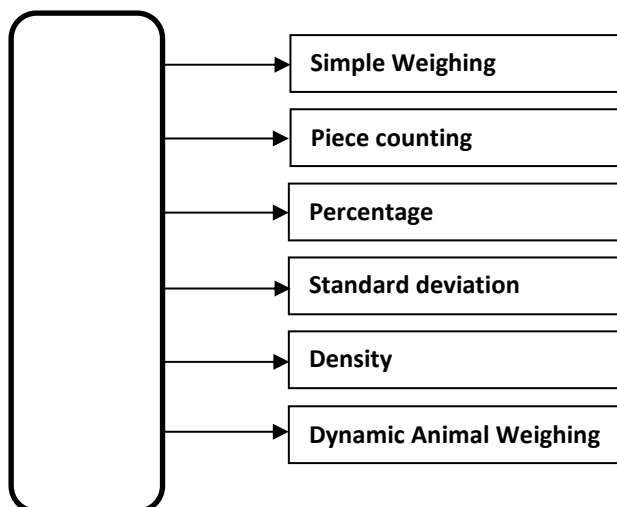 Simple Weighing
Piece counting
Percentage
Standard deviation
Density
Dynamic Animal Weighing